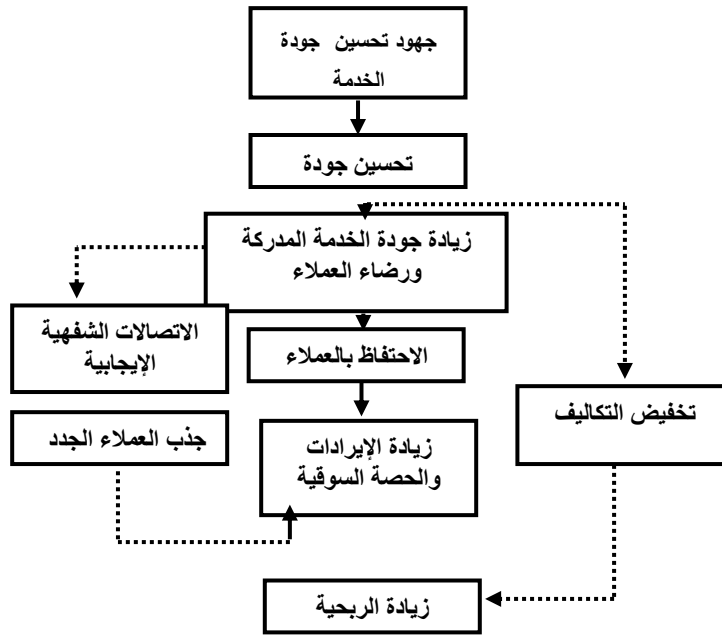 جهود تحسين جودة
الخدمة
تحسين جودة
زيادة جودة الخدمة المدركة
ورضاء العملاء
الاتصالات الشفهية
الإيجابية
الاحتفاظ بالعملاء
تخفيض التكاليف
جذب العملاء الجدد
زيادة الإيرادات
والحصة السوقية
زيادة الربحية